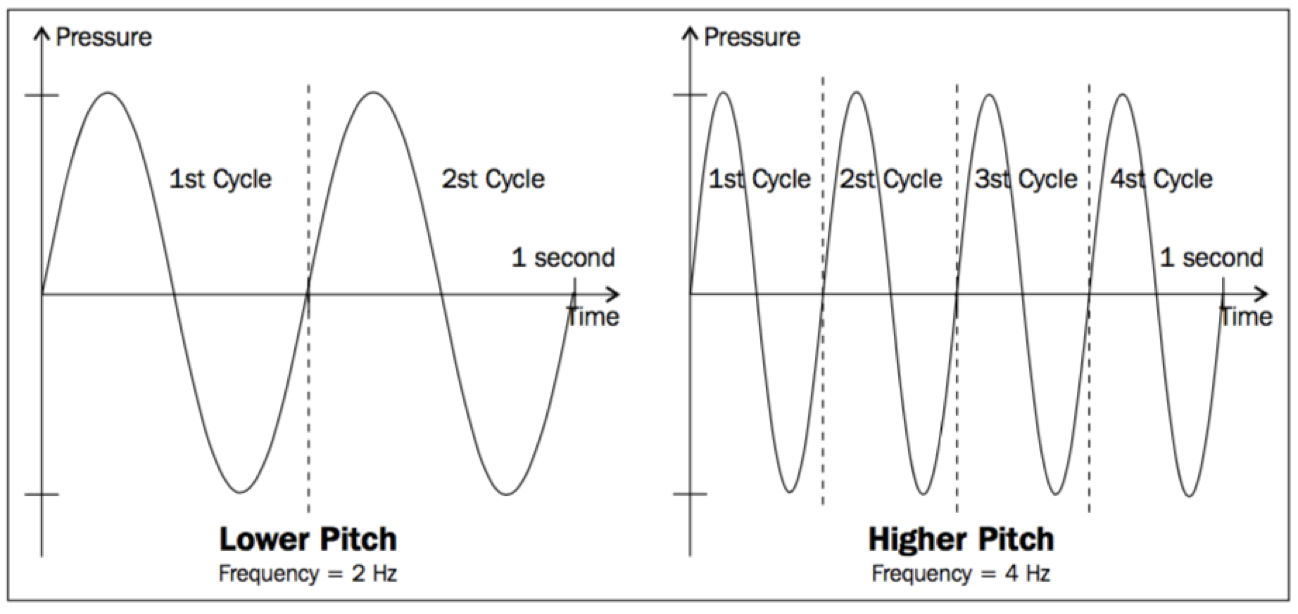 Pressure
1st Cycle
2st Cycle
1 second
Time
Lower Pitch
Frequency = 2 Hz
Pressure
1st Cycle
2st Cycle
3st Cycle
4st Cycle
1 second
Time
Higher Pitch
Frequency = 4 Hz